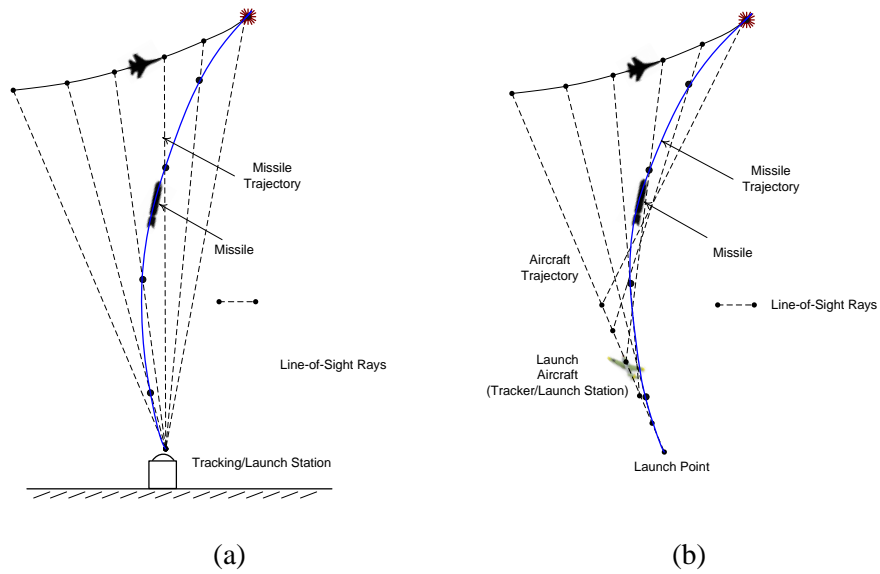 Missile
Trajectory
Missile
Line-of-Sight Rays
Tracking/Launch Station
(a)
Missile
Trajectory
Missile
Aircraft
Trajectory
Line-of-Sight Rays
Launch
Aircraft
(Tracker/Launch Station)
Launch Point
(b)